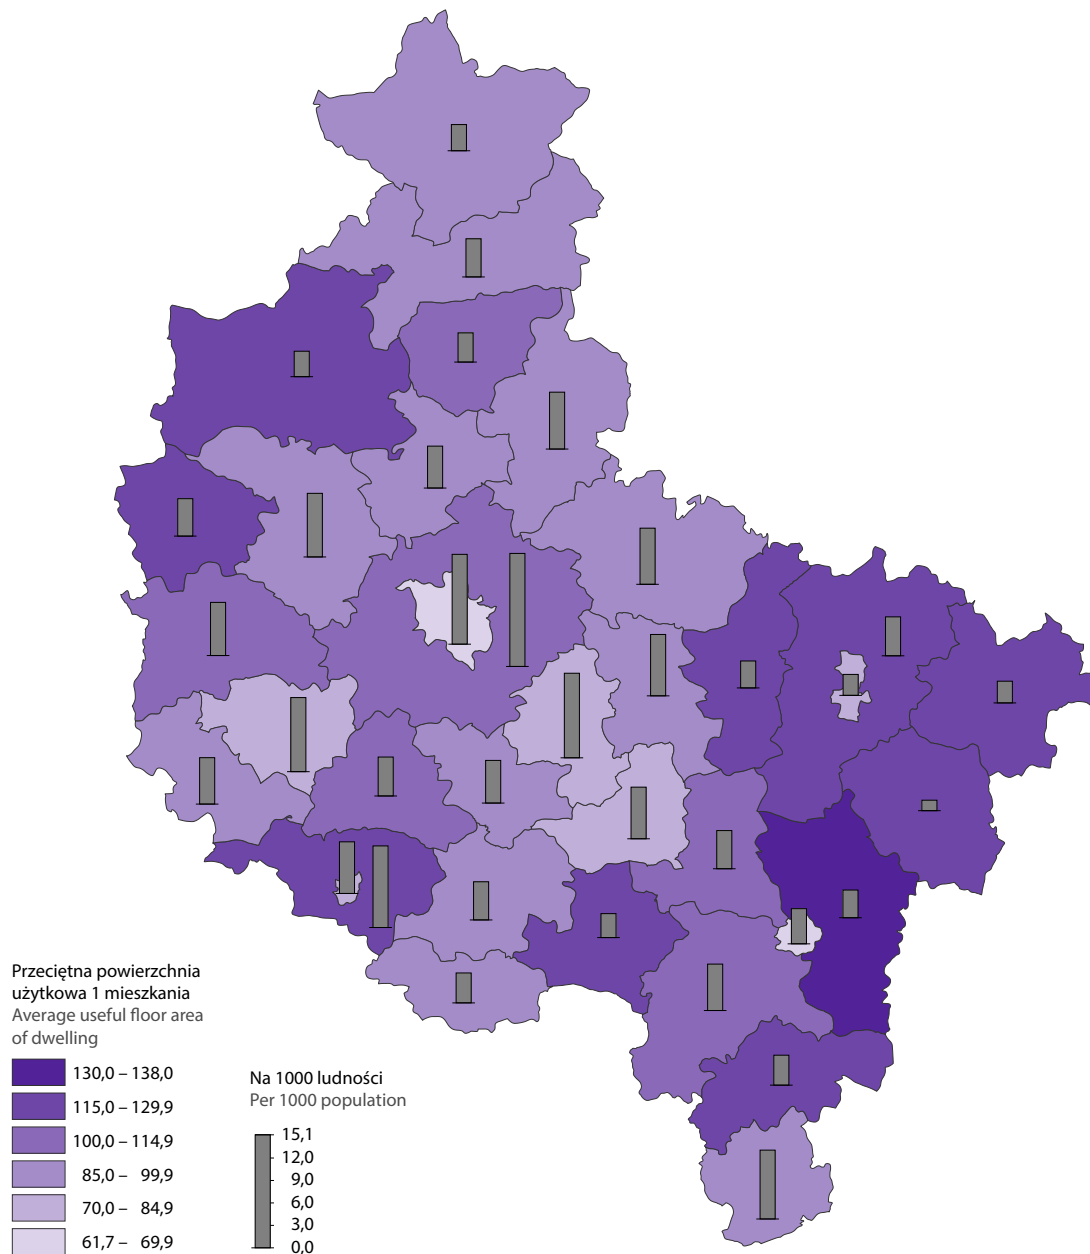 Przeciętna powierzchnia
użytkowa 1 mieszkania
Average useful floor area
of dwelling
130,0 – 138,0
115,0 – 129,9
100,0 – 114,9
85,0 – 99,9
70,0 – 84,9
61,7 – 69,9
Na 1000 ludności
Per 1000 population
15,1
12,0
9,0
6,0
3,0
0,0